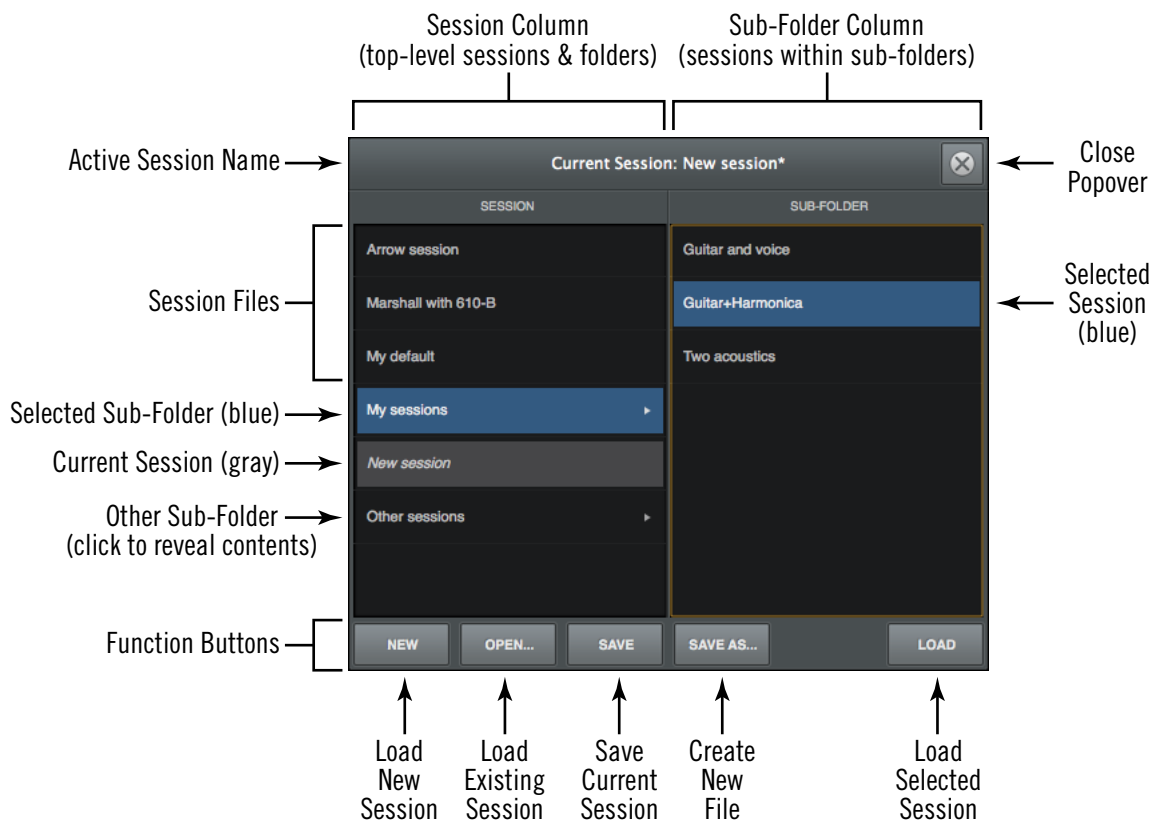 Session Column
(top-level sessions & folders)
Sub-Folder Column
(sessions within sub-folders)
Active Session Name
Current Session: New session*
Close
Popover
SESSION
SUB-FOLDER
Session Files
Arrow session
Marshall with 610-B
My default
Guitar and voice
Guitar+Harmonica
Two acoustics
Selected
Session
(blue)
Selected Sub-Folder (blue)
My sessions
Current Session (gray)
New session
Other Sub-Folder
(click to reveal contents)
Other sessions
Function Buttons
NEW
OPEN...
SAVE
SAVE AS...
LOAD
Load
New
Session
Load
Existing
Session
Save
Current
Session
Create
New
File
Load
Selected
Session